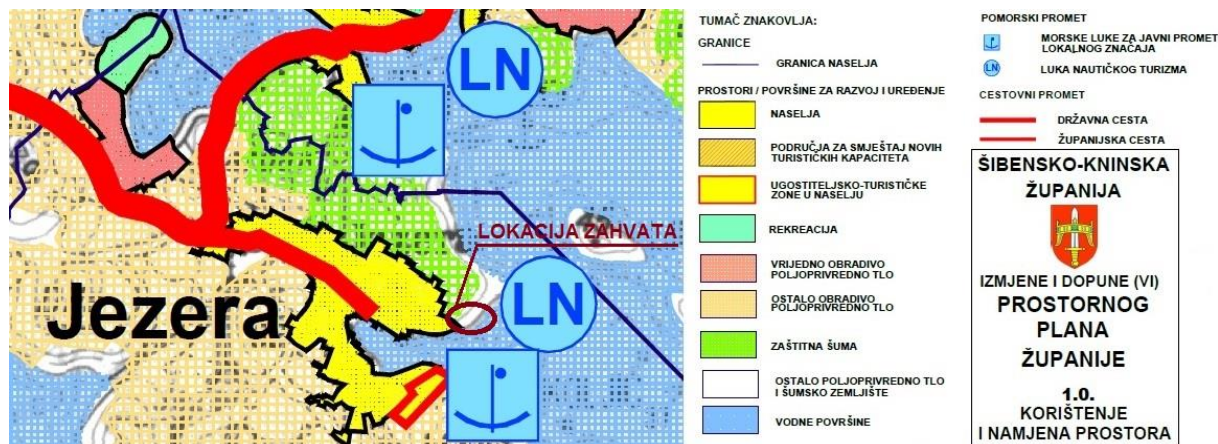 LN
LOKACIJA ZAHVATA
Jezera
LN
TUMAČ ZNAKOVLJA:
GRANICE
GRANICA NASELJA
PROSTORI / POVRŠINE ZA RAZVOJ I UREĐENJE
NASELJA
PODRUČJA ZA SMJEŠTAJ NOVIH
TURISTIČKIH KAPACITETA
UGOSTITELJSKO-TURISTIČKE
ZONE U NASELJU
REKREACIJA
VRIJEDNO OBRADIVO
POLJOPRIVREDNO TLO
OSTALO OBRADIVO
POLJOPRIVREDNO TLO
ZAŠTITNA ŠUMA
OSTALO POLJOPRIVREDNO TLO
I ŠUMSKO ZEMLJIŠTE
VODNE POVRŠINE
POMORSKI PROMET
MORSKE LUKE ZA JAVNI PROMET
LOKALNOG ZNAČAJA
LN
LUKA NAUTIČKOG TURIZMA
CESTOVNI PROMET
DRŽAVNA CESTA
ŽUPANIJSKA CESTA
ŠIBENSKO-KNINSKA
ŽUPANIJA
IZMJENE I DOPUNE (VI)
PROSTORNOG
PLANA
ŽUPANIJE
1.0.
KORIŠTENJE
I NAMJENA PROSTORA